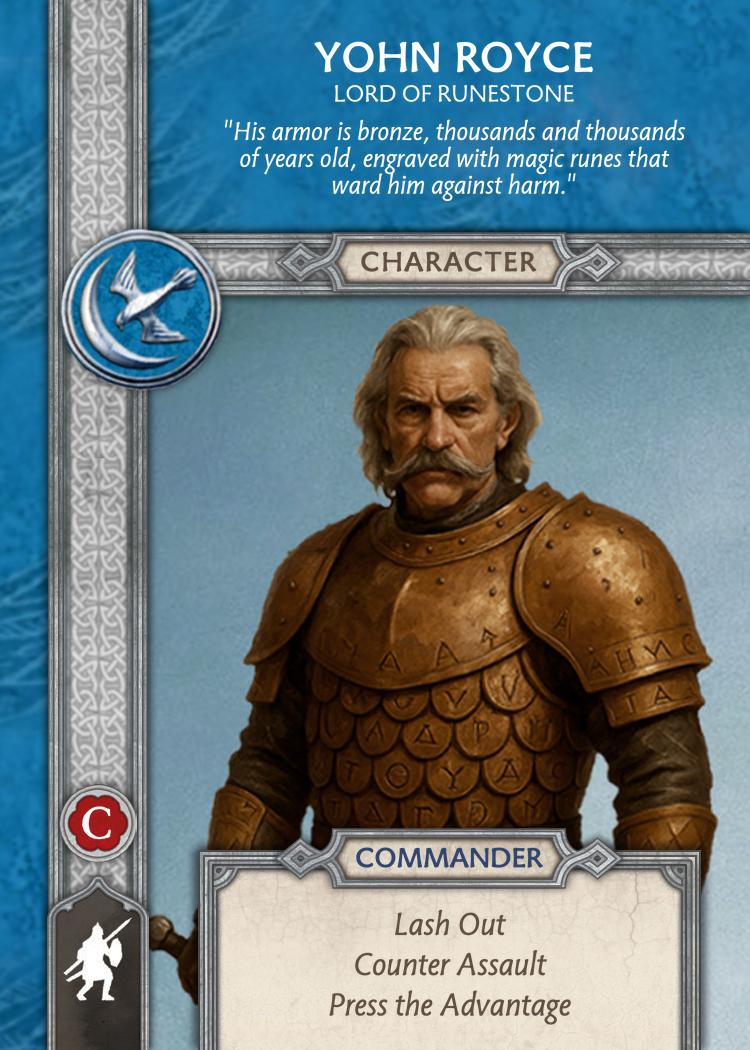 YOHN ROYCE
LORD OF RUNESTONE
"His armor is bronze, thousands and thousands
of years old, engraved with magic runes that
ward him against harm."
CHARACTER
C
COMMANDER
Lash Out
Counter Assault
Press the Advantage